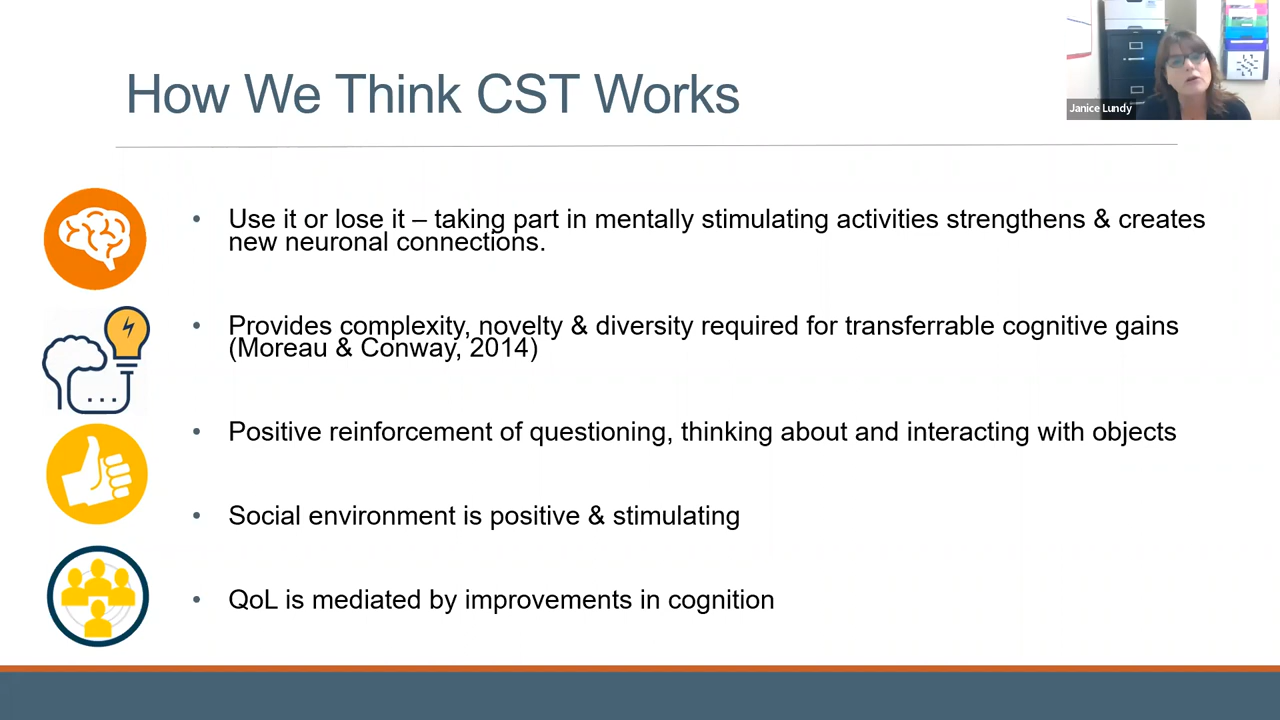 How We Think CST Works
Janice Lundy
• Use it or lose it – taking part in mentally stimulating activities strengthens & creates
new neuronal connections.
• Provides complexity, novelty & diversity required for transferrable cognitive gains
(Moreau & Conway, 2014)
• Positive reinforcement of questioning, thinking about and interacting with objects
• Social environment is positive & stimulating
• QoL is mediated by improvements in cognition